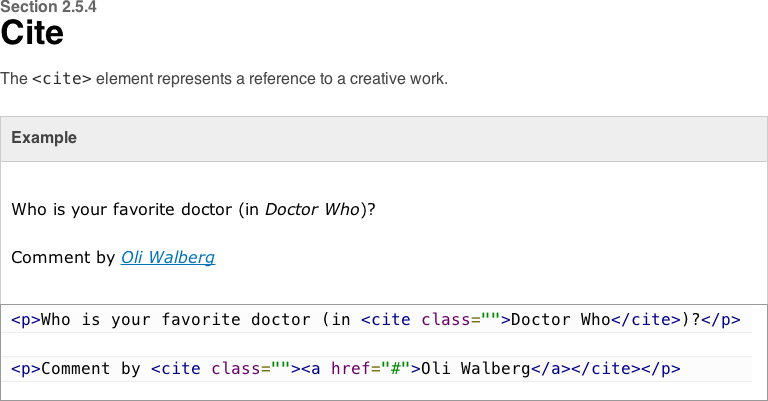 Section 2.5.4
Cite
The <cite> element represents a reference to a creative work.
Example
Who is your favorite doctor (in Doctor Who)?
Comment by Oli Walberg
<p>Who is your favorite doctor (in <cite class="">Doctor Who</cite>)?</p>
<p>Comment by <cite class=""><a href="#">Oli Walberg</a></cite></p>